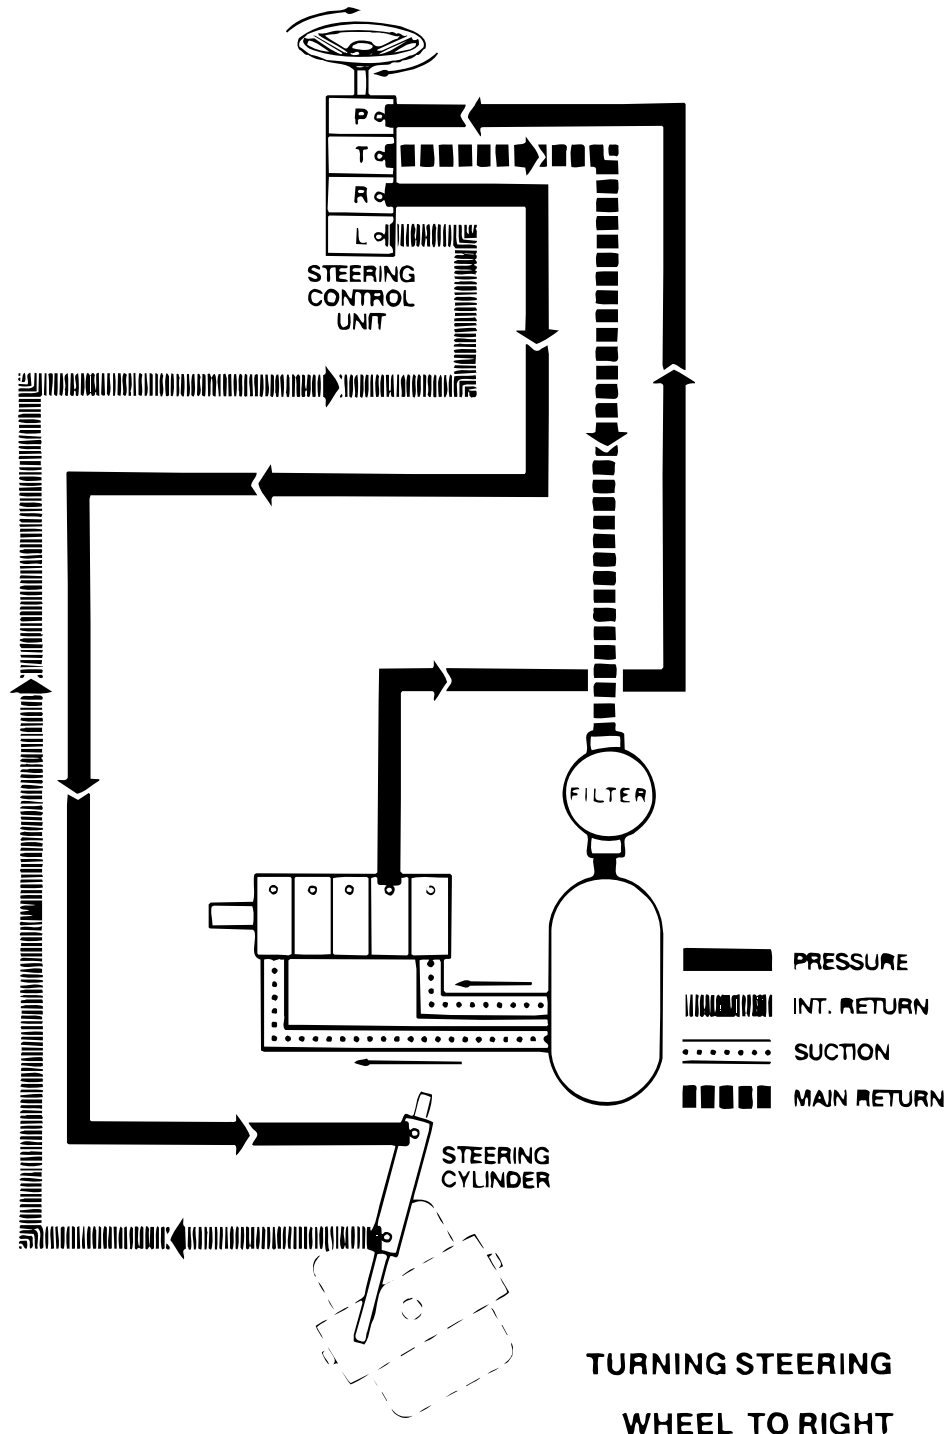 P
T
R
L
STEERING
CONTROL
UNIT
FILTER
PRESSURE
INT. RETURN
SUCTION
MAIN RETURN
STEERING
CYLINDER
TURNING STEERING
WHEEL TO RIGHT